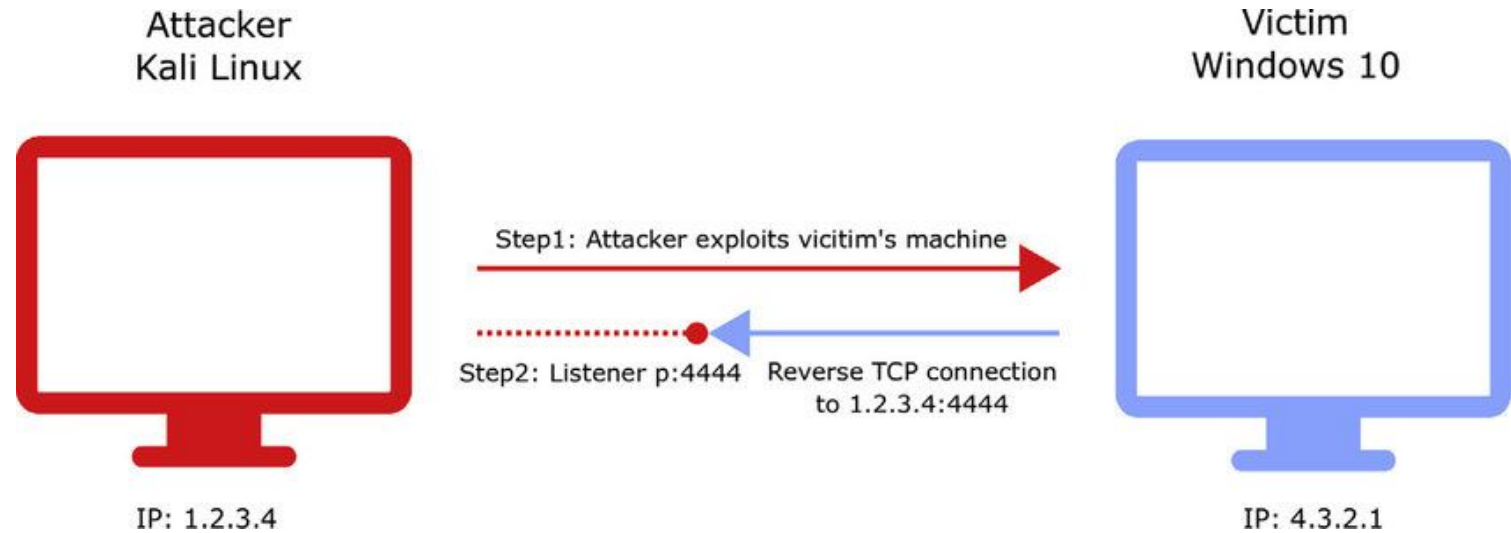 Attacker
Kali Linux
Victim
Windows 10
Step1: Attacker exploits vicitim's machine
Step2: Listener p:4444
Reverse TCP connection
to 1.2.3.4:4444
IP: 1.2.3.4
IP: 4.3.2.1